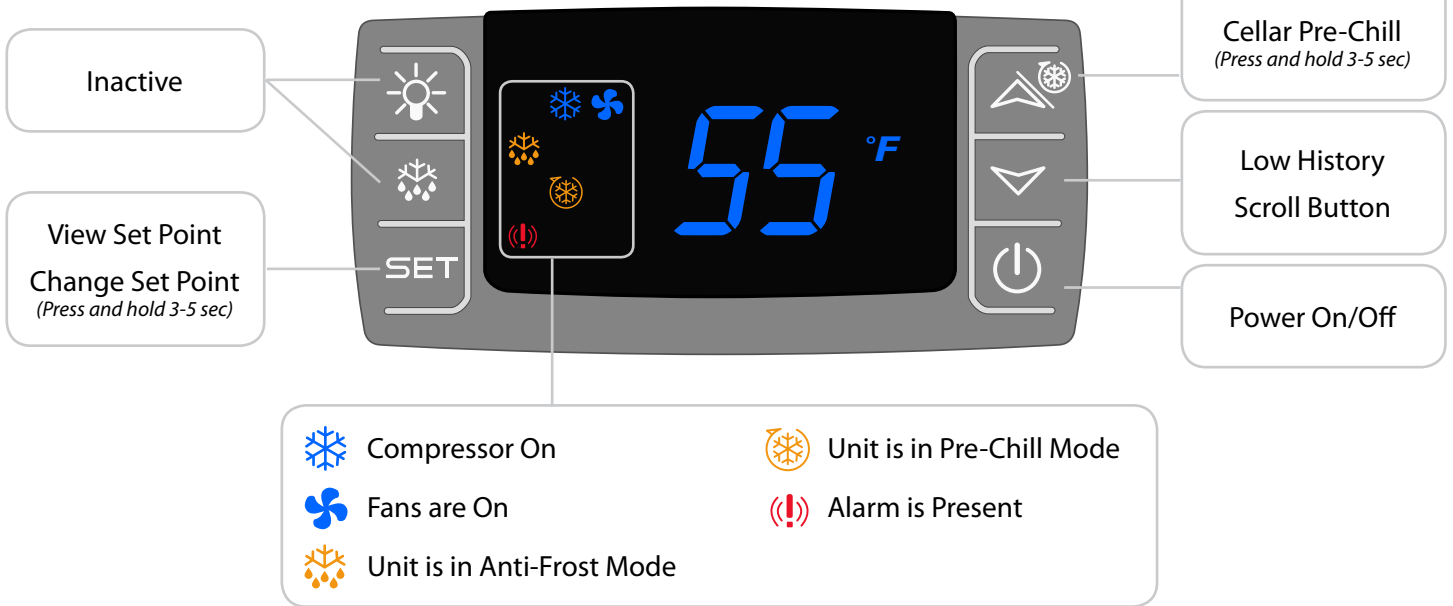 Inactive
View Set Point
Change Set Point
(Press and hold 3-5 sec)
SET
55 °F
Cellar Pre-Chill
(Press and hold 3-5 sec)
Low History
Scroll Button
Power On/Off
Compressor On
Fans are On
Unit is in Anti-Frost Mode
Unit is in Pre-Chill Mode
Alarm is Present